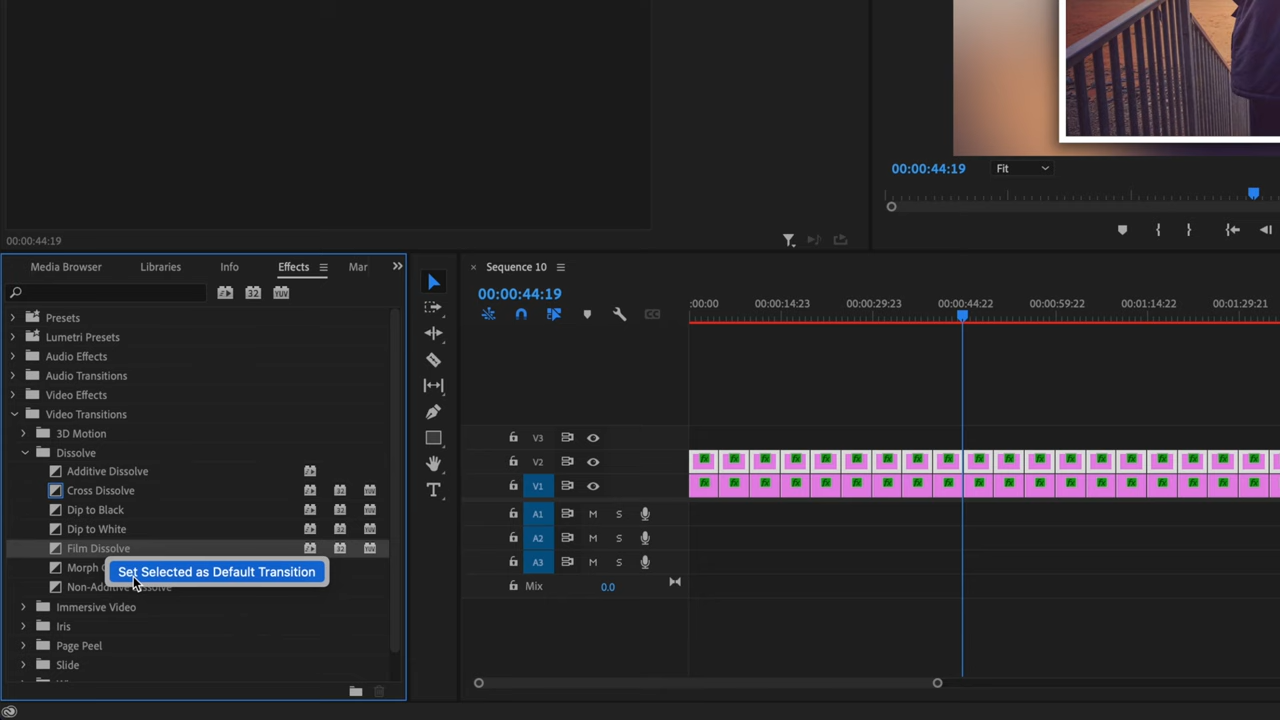 00:00:44:19
Fit
00:00:44:19
Media Browser
Libraries
Info
Effects
Mar
Sequence 10
32
YUV
00:00:44:19
:00:00
00:00:14:23
00:00:29:23
00:00:44:22
00:00:59:22
00:01:14:22
00:01:29:21
CC
Presets
Lumetri Presets
Audio Effects
Audio Transitions
Video Effects
Video Transitions
3D Motion
Dissolve
Additive Dissolve
Cross Dissolve
Dip to Black
Dip to White
Film Dissolve
Morph C
Set Selected as Default Transition
Non-Additive Dissolve
Immersive Video
Iris
Page Peel
Slide
V3
V2
V1
A1
M
S
A2
M
S
A3
M
S
Mix
0.0